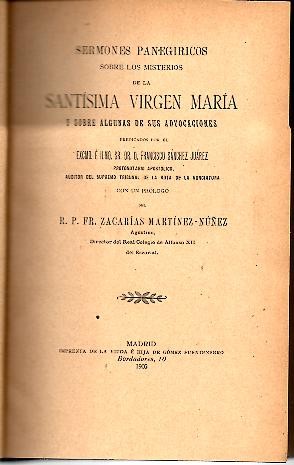 SERMONES PANEGIRICOS
SOBRE LOS MISTERIOS
DE LA
SANTÍSIMA VIRGEN MARÍA
Y SOBRE ALGUNAS DE SUS ADVOCACIONES
PREDICADOS POR EL
EXCMO. É ILMO. SR. DR. D. FRANCISCO SÁNCHEZ JUÁREZ
PROTONOTARIO APOSTÓLICO,
AUDITOR DEL SUPREMO TRIBUNAL DE LA ROTA DE LA NUNCIATURA
CON UN PRÓLOGO
DEL
R. P. FR. ZACARÍAS MARTÍNEZ-NÚÑEZ
Agustino,
Director del Real Colegio de Alfonso XII
del Escorial.
MADRID
IMPRENTA DE LA VIUDA É HIJA DE GÓMEZ FUENTENEBRO
Bordadores, 10